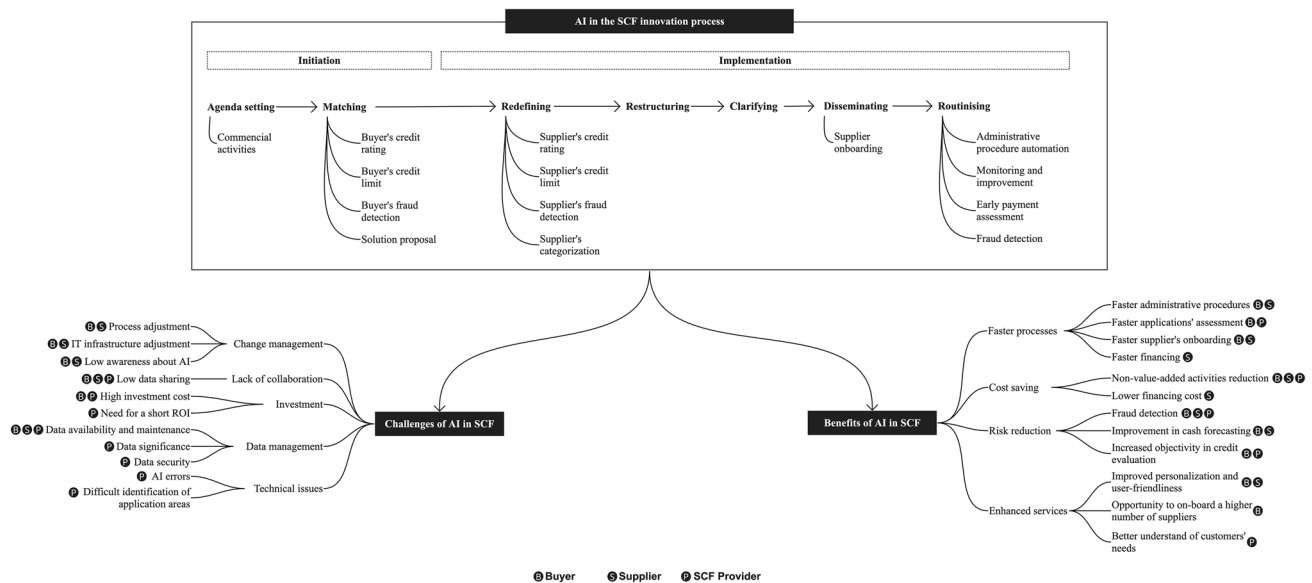 AI in the SCF innovation process
Initiation
Implementation
Agenda setting
Matching
Redefining
Restructuring
Clarifying
Disseminating
Routinising
Commencial
activities
Buyer's credit
rating
Buyer's credit
limit
Buyer's fraud
detection
Solution proposal
Supplier's credit
rating
Supplier's credit
limit
Supplier's fraud
detection
Supplier's
categorization
Supplier
onboarding
Administrative
procedure automation
Monitoring and
improvement
Early payment
assessment
Fraud detection
B S Process adjustment
B S IT infrastructure adjustment
B S Low awareness about AI
Change management
B S P Low data sharing
Lack of collaboration
B P High investment cost
P Need for a short ROI
Investment
B S P Data availability and maintenance
P Data significance
P Data security
Data management
P AI errors
P Difficult identification of
application areas
Technical issues
Challenges of AI in SCF
Benefits of AI in SCF
Faster processes
Faster administrative procedures B S
Faster applications' assessment B P
Faster supplier's onboarding B S
Faster financing S
Cost saving
Non-value-added activities reduction B S P
Lower financing cost S
Risk reduction
Fraud detection B S P
Improvement in cash forecasting B S
Increased objectivity in credit
evaluation B P
Enhanced services
Improved personalization and
user-friendliness B S
Opportunity to on-board a higher
number of suppliers B
Better understand of customers'
needs P
B Buyer
S Supplier
P SCF Provider